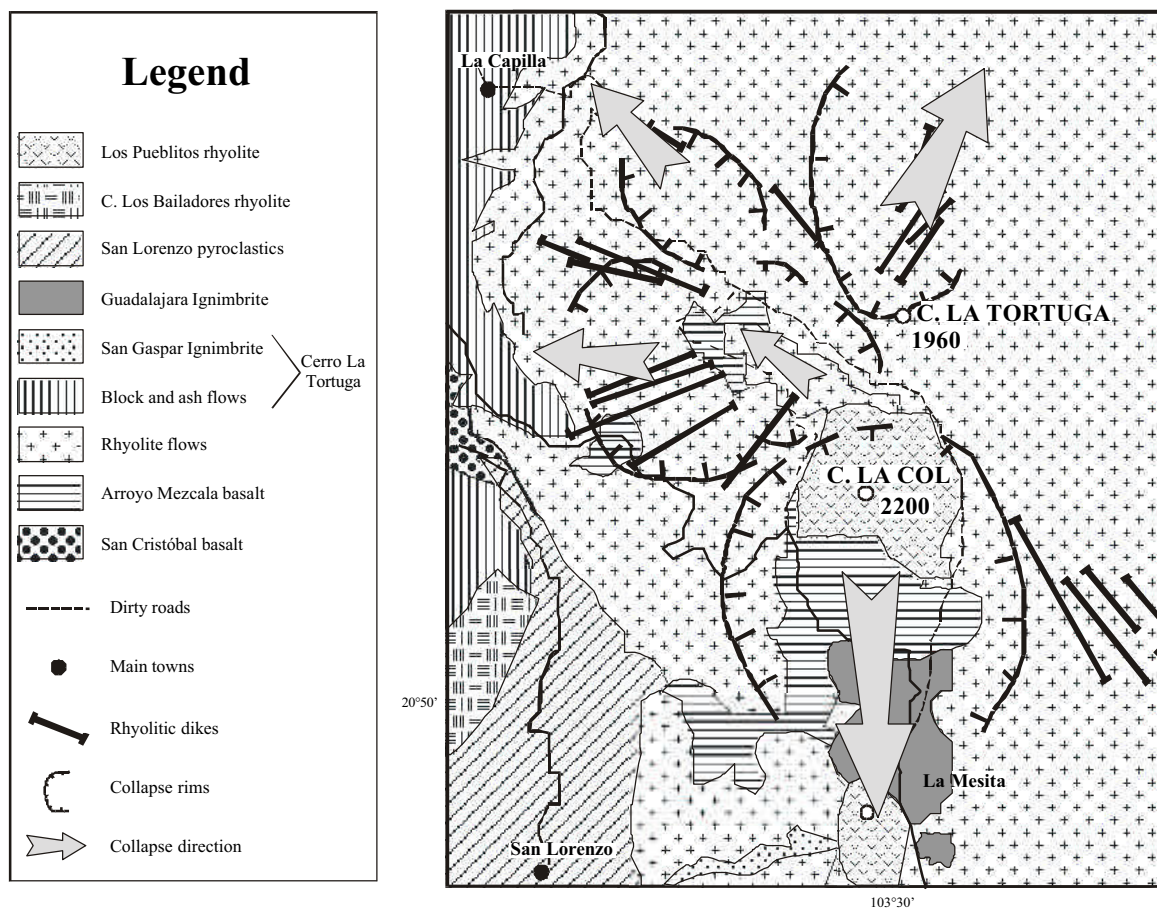 Legend
Los Pueblitos rhyolite
C. Los Bailadores rhyolite
San Lorenzo pyroclastics
Guadalajara Ignimbrite
San Gaspar Ignimbrite
Block and ash flows
Cerro La
Tortuga
Rhyolite flows
Arroyo Mezcala basalt
San Cristóbal basalt
Dirty roads
Main towns
Rhyolitic dikes
Collapse rims
Collapse direction
La Capilla
C. LA TORTUGA
1960
C. LA COL
2200
20°50'
La Mesita
San Lorenzo
103°30'